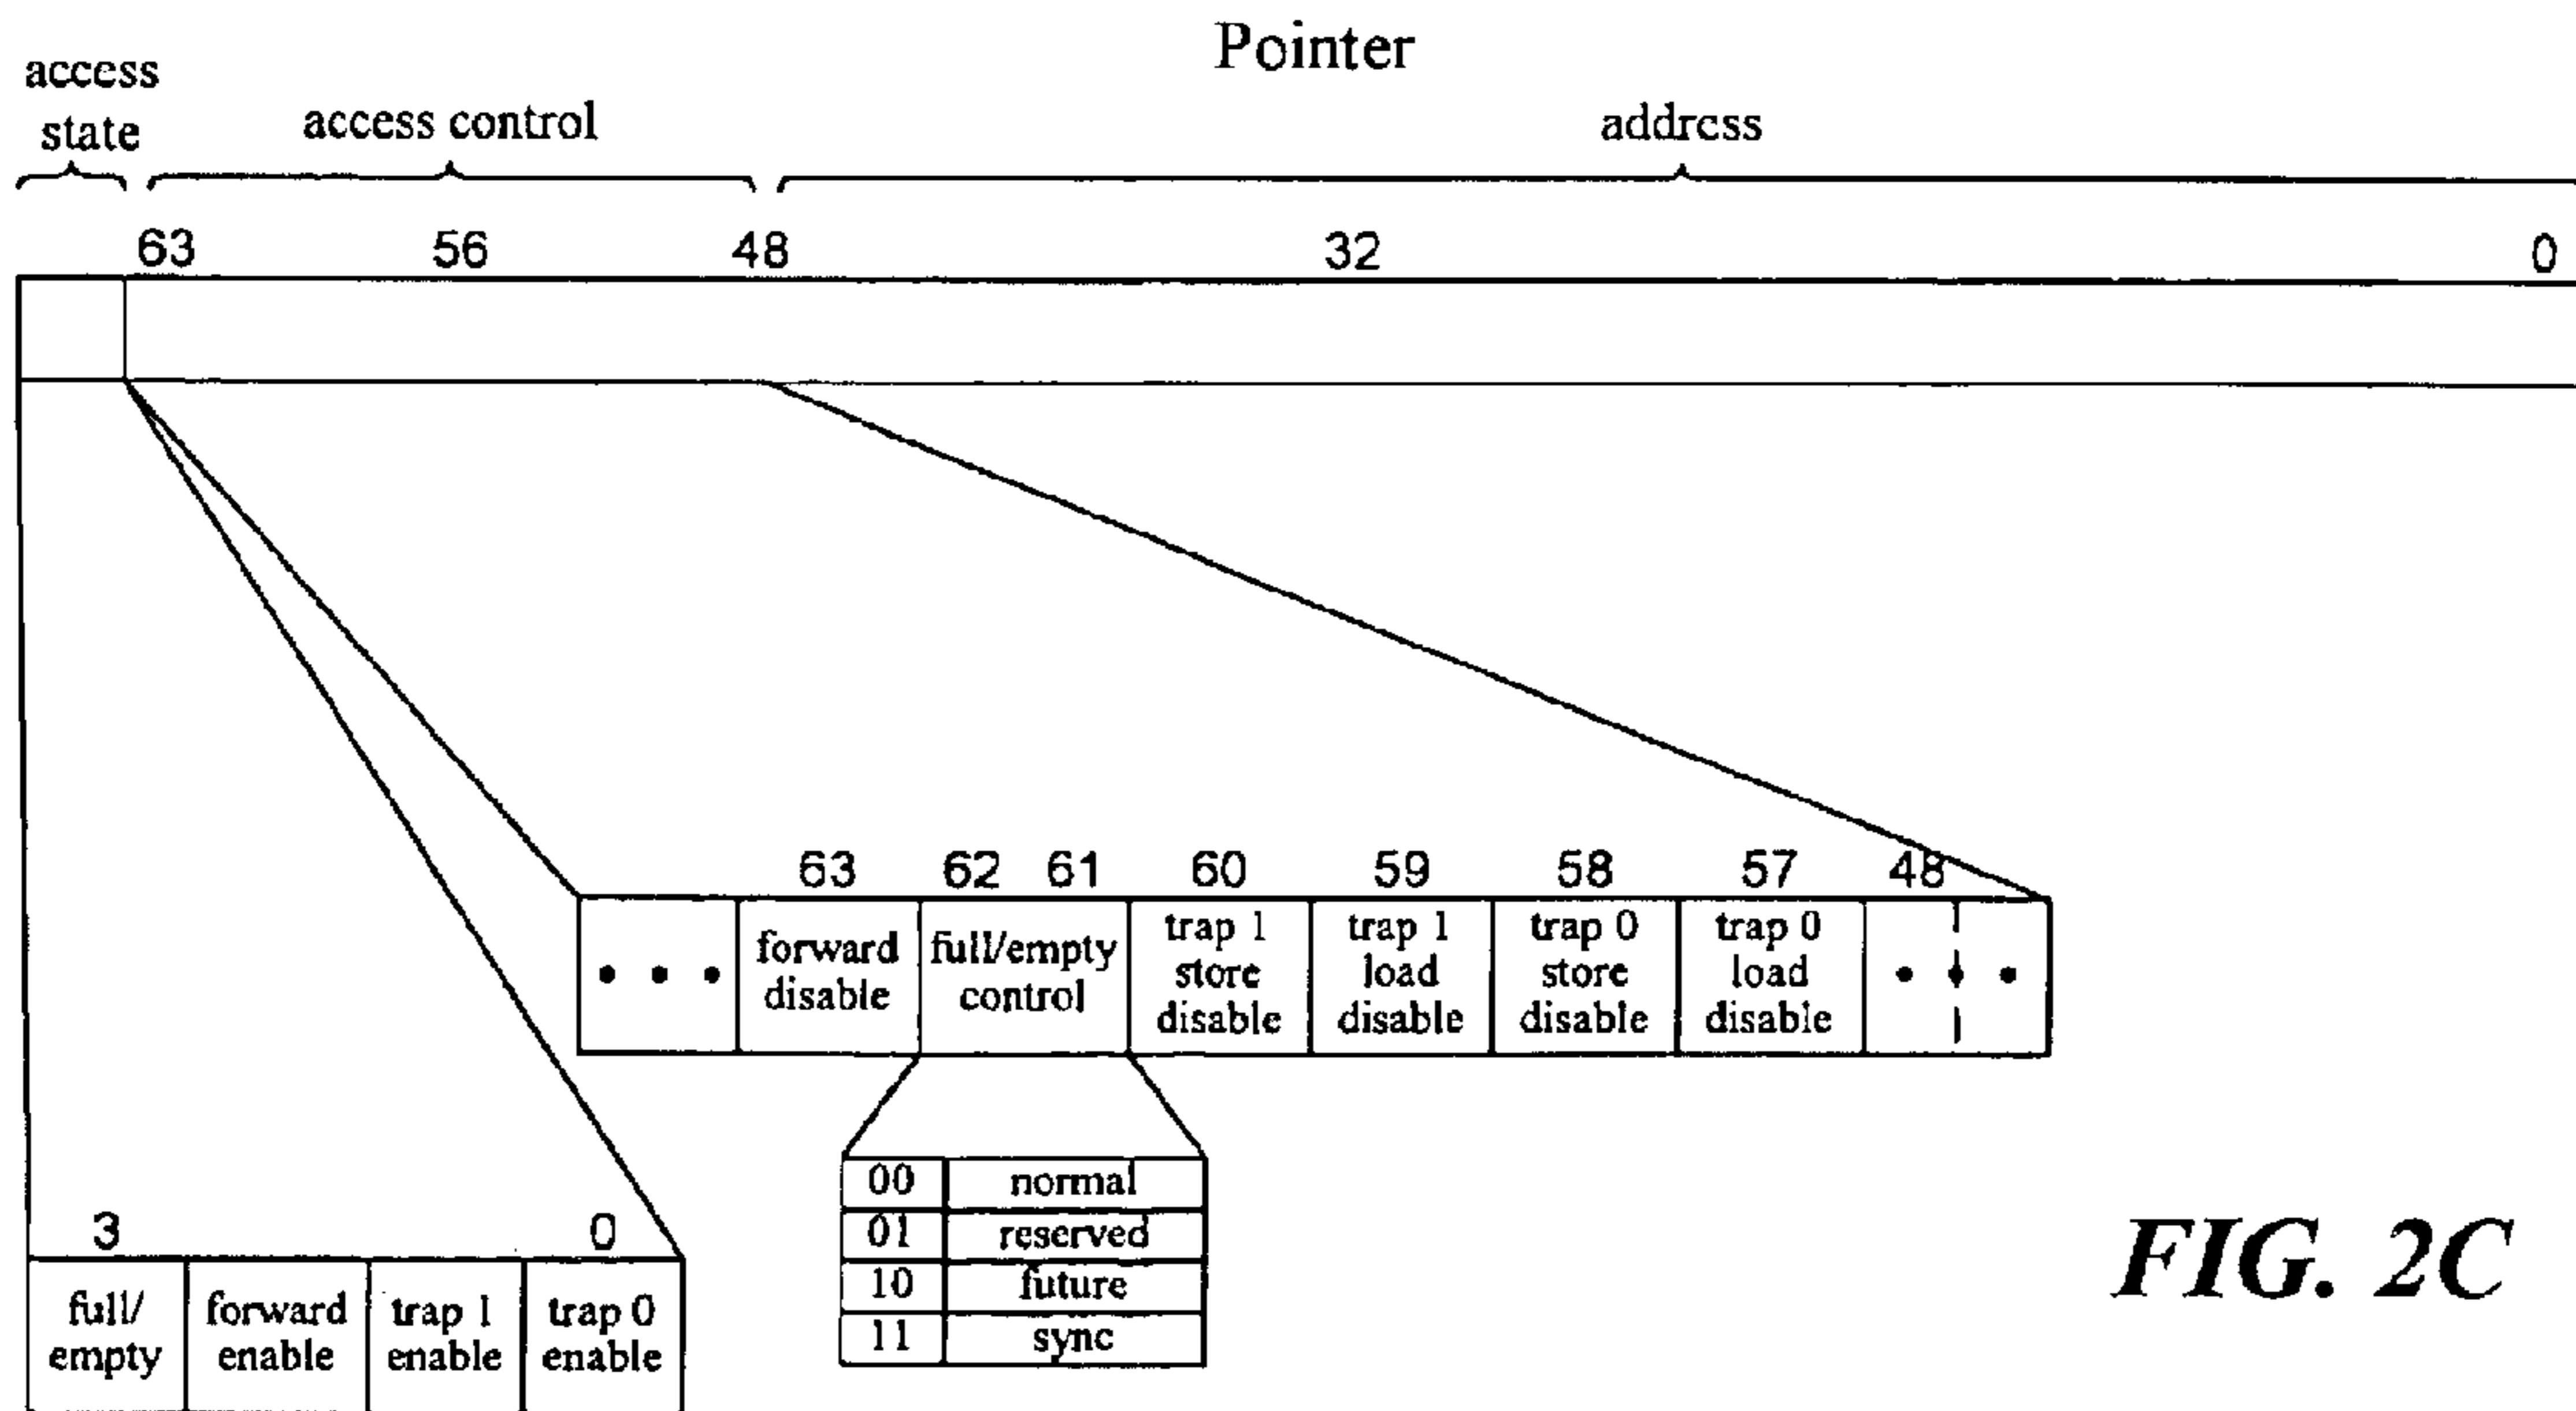 Pointer
access
state
access control
address
63 56 48 32 0
63 62 61 60 59 58 57 48
forward
disable
full/empty
control
trap 1
store
disable
trap 1
load
disable
trap 0
store
disable
trap 0
load
disable
00 normal
01 reserved
10 future
11 sync
3 0
full/
empty
forward
enable
trap 1
enable
trap 0
enable
FIG. 2C